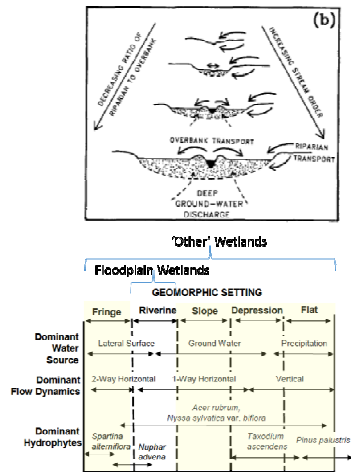 (b)
DECREASING RATIO OF
RIPARIAN TO OVERBANK
INCREASING STREAM ORDER
OVERBANK TRANSPORT
RIPARIAN
TRANSPORT
DEEP
GROUND-WATER
DISCHARGE
'Other' Wetlands
Floodplain Wetlands
GEOMORPHIC SETTING
Fringe Riverine Slope Depression Flat
Dominant
Water
Source
Lateral Surface Ground Water Precipitation
Dominant
Flow Dynamics
2-Way Horizontal 1-Way Horizontal Vertical
Dominant
Hydrophytes
Acer rubrum,
Nyssa sylvatica var. biflora
Spartina
alterniflora
Nuphar
advena
Taxodium
ascendens
Pinus palustris